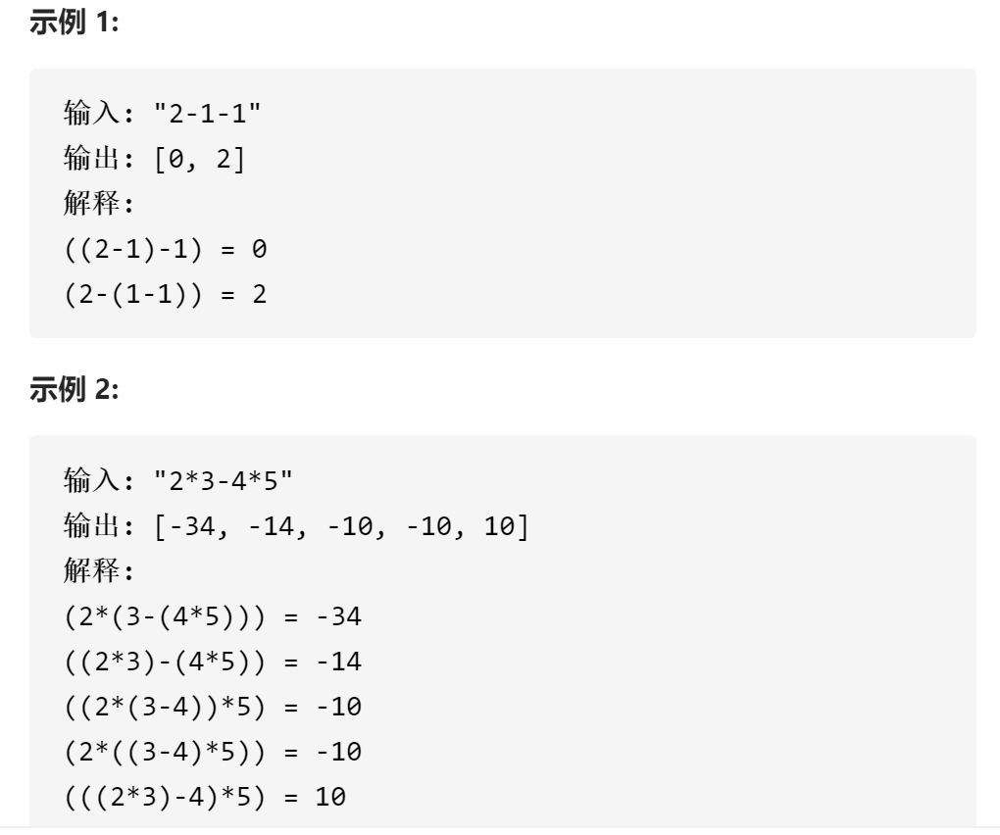 示例 1:
输入: "2-1-1"
输出: [0, 2]
解释:
((2-1)-1) = 0
(2-(1-1)) = 2
示例 2:
输入: "2*3-4*5"
输出: [-34, -14, -10, -10, 10]
解释:
(2*(3-(4*5))) = -34
((2*3)-(4*5)) = -14
((2*(3-4))*5) = -10
(2*((3-4)*5)) = -10
(((2*3)-4)*5) = 10